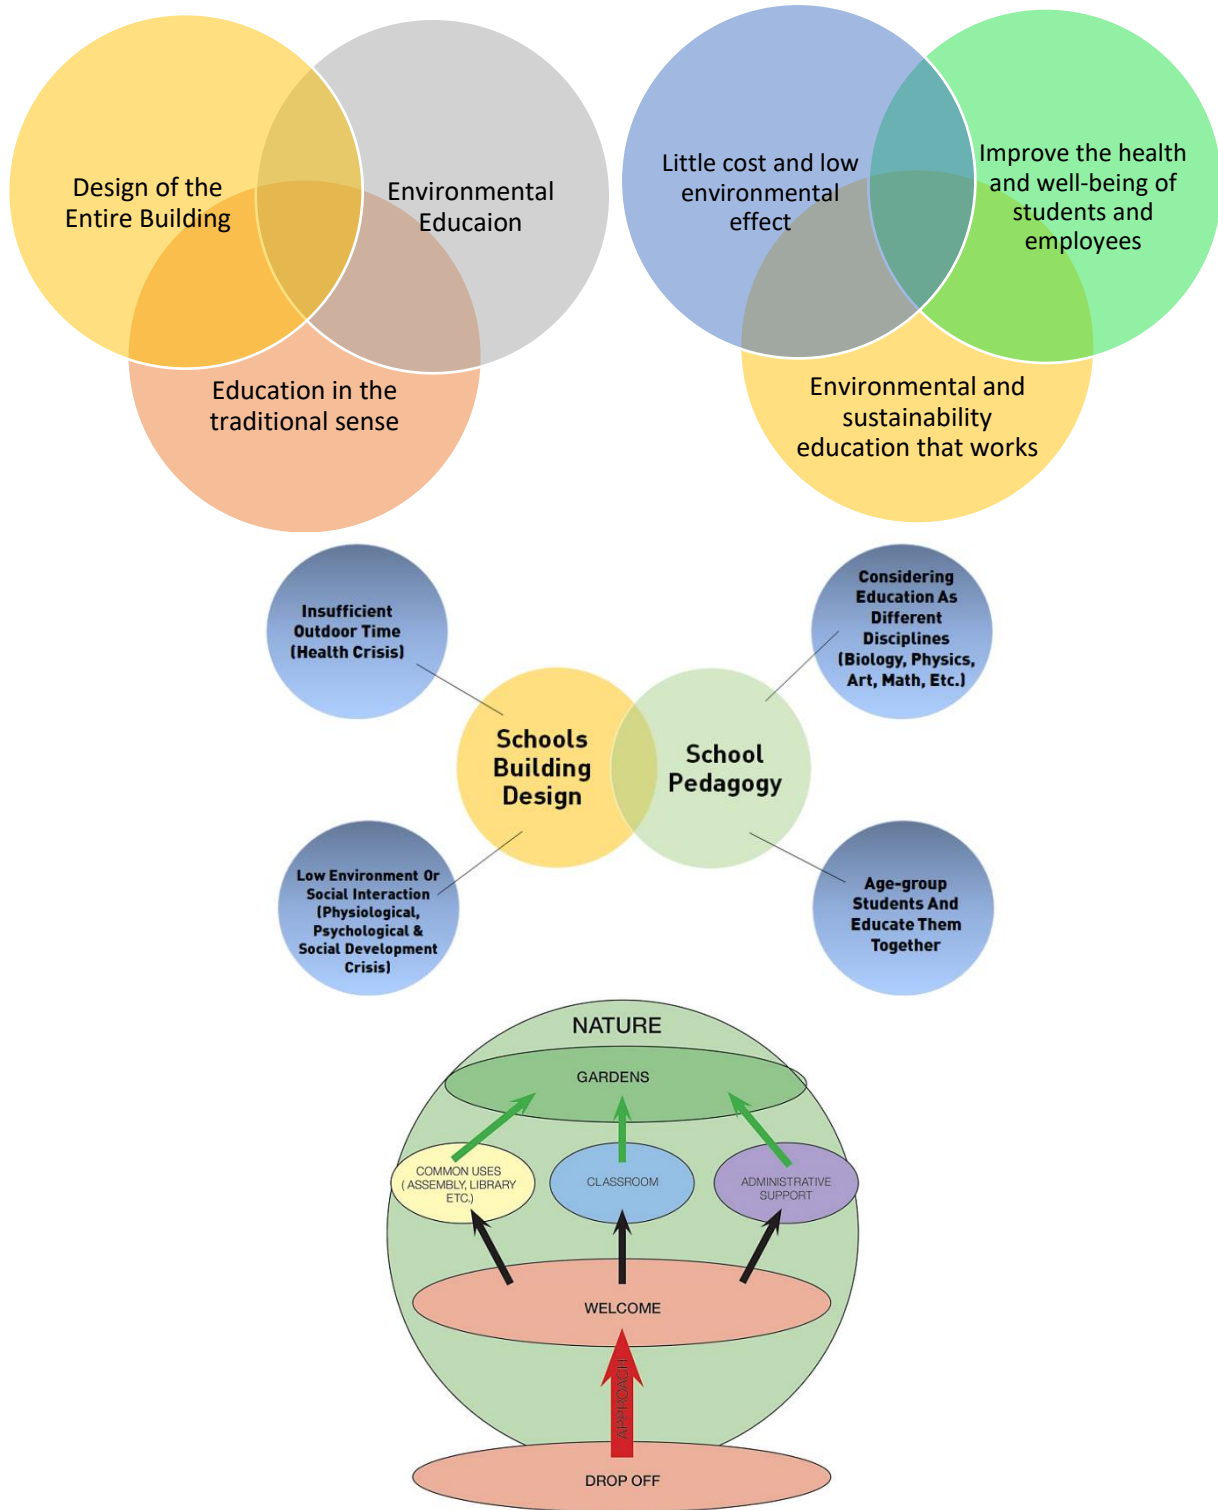 Design of the
Entire Building
Environmental
Educaion
Education in the
traditional sense
Little cost and low
environmental
effect
Improve the health
and well-being of
students and
employees
Environmental and
sustainability
education that works
Insufficient
Outdoor Time
(Health Crisis)
Considering
Education As
Different
Disciplines
(Biology, Physics,
Art, Math, Etc.)
Schools
Building
Design
School
Pedagogy
Low Environment Or
Social Interaction
(Physiological,
Psychological &
Social Development
Crisis)
Age-group
Students And
Educate Them
Together
NATURE
GARDENS
COMMON USES
( ASSEMBLY, LIBRARY
ETC.)
CLASSROOM
ADMINISTRATIVE
SUPPORT
WELCOME
APPROACH
DROP OFF